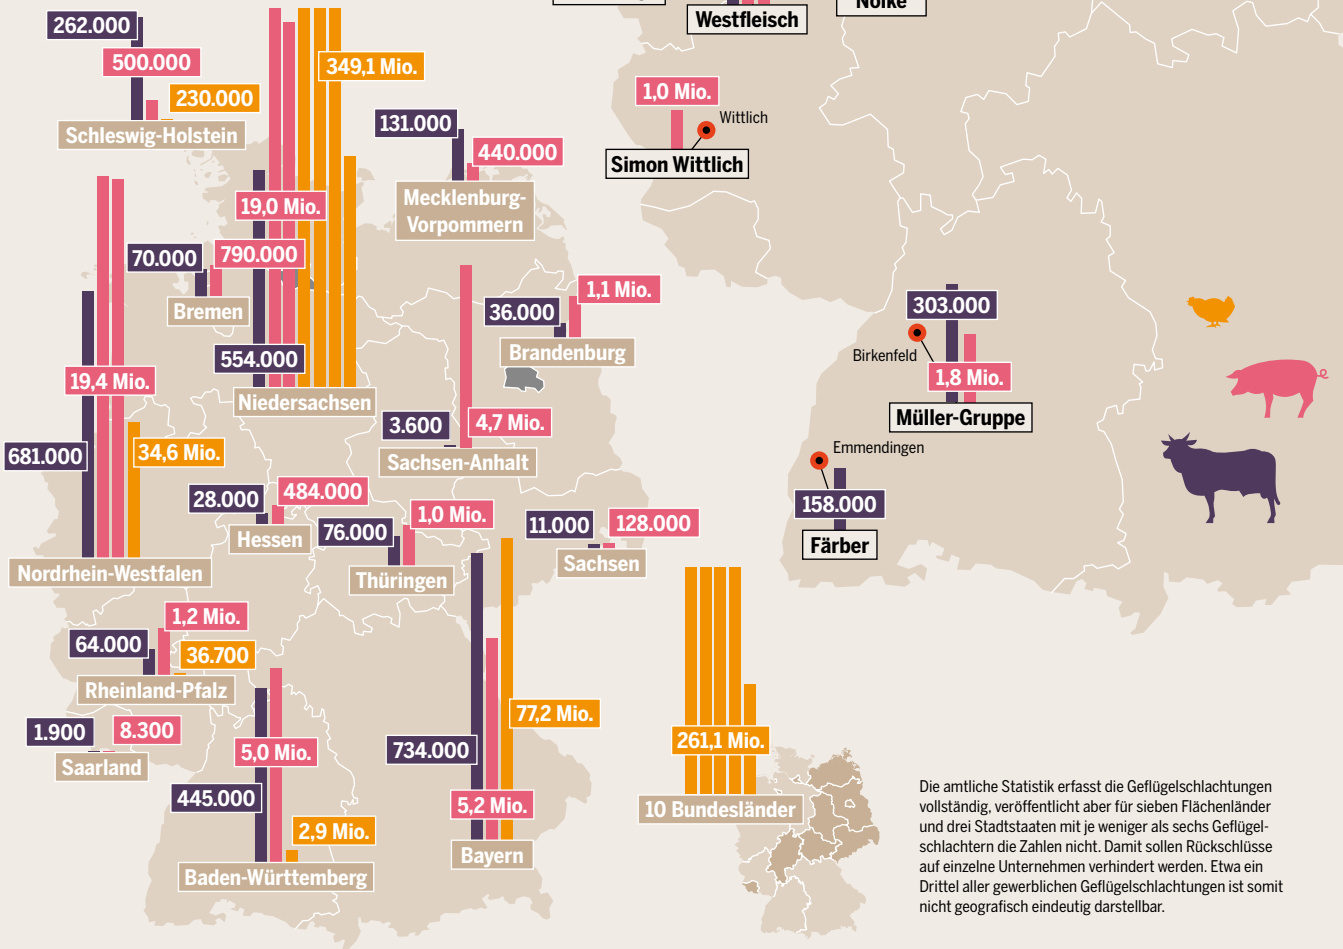 Westfleisch
Nölke
262.000
500.000
230.000
Schleswig-Holstein
349,1 Mio.
19,0 Mio.
554.000
Niedersachsen
131.000
440.000
Mecklenburg-
Vorpommern
70.000
790.000
Bremen
36.000
1,1 Mio.
Brandenburg
19,4 Mio.
681.000
34,6 Mio.
Nordrhein-Westfalen
3.600
4,7 Mio.
Sachsen-Anhalt
28.000
484.000
Hessen
76.000
1,0 Mio.
Thüringen
11.000
128.000
Sachsen
64.000
1,2 Mio.
36.700
Rheinland-Pfalz
1.900
8.300
Saarland
445.000
5,0 Mio.
2,9 Mio.
Baden-Württemberg
734.000
5,2 Mio.
77,2 Mio.
Bayern
1,0 Mio.
Wittlich
Simon Wittlich
303.000
Birkenfeld
1,8 Mio.
Müller-Gruppe
Emmendingen
158.000
Färber
261,1 Mio.
10 Bundesländer
Die amtliche Statistik erfasst die Geflügelschlachtungen
vollständig, veröffentlicht aber für sieben Flächenländer
und drei Stadtstaaten mit je weniger als sechs Geflügel-
schlachtern die Zahlen nicht. Damit sollen Rückschlüsse
auf einzelne Unternehmen verhindert werden. Etwa ein
Drittel aller gewerblichen Geflügelschlachtungen ist somit
nicht geografisch eindeutig darstellbar.